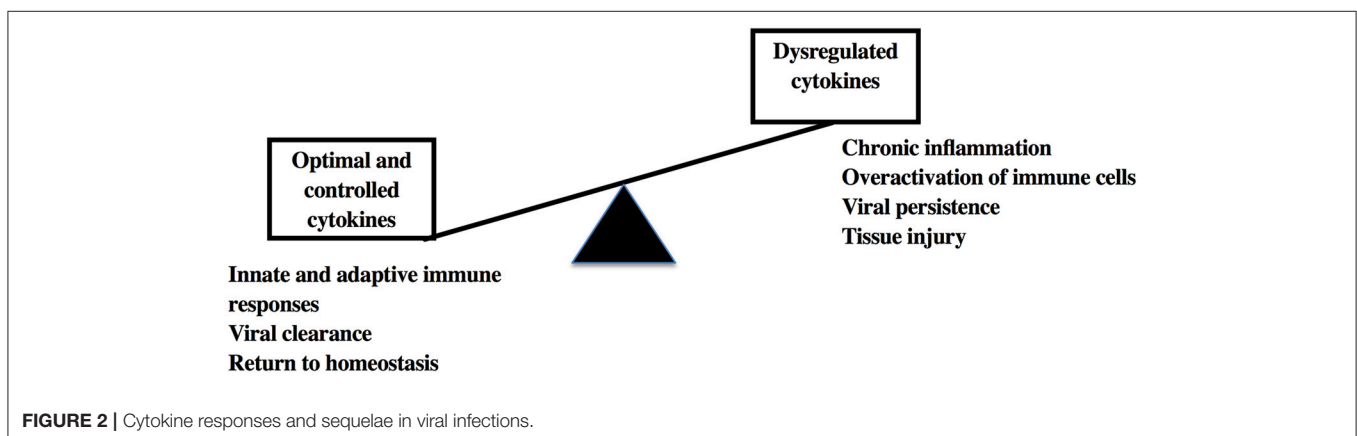 Dysregulated
cytokines
Optimal and
controlled
cytokines
Chronic inflammation
Overactivation of immune cells
Viral persistence
Tissue injury
Innate and adaptive immune
responses
Viral clearance
Return to homeostasis
FIGURE 2 | Cytokine responses and sequelae in viral infections.